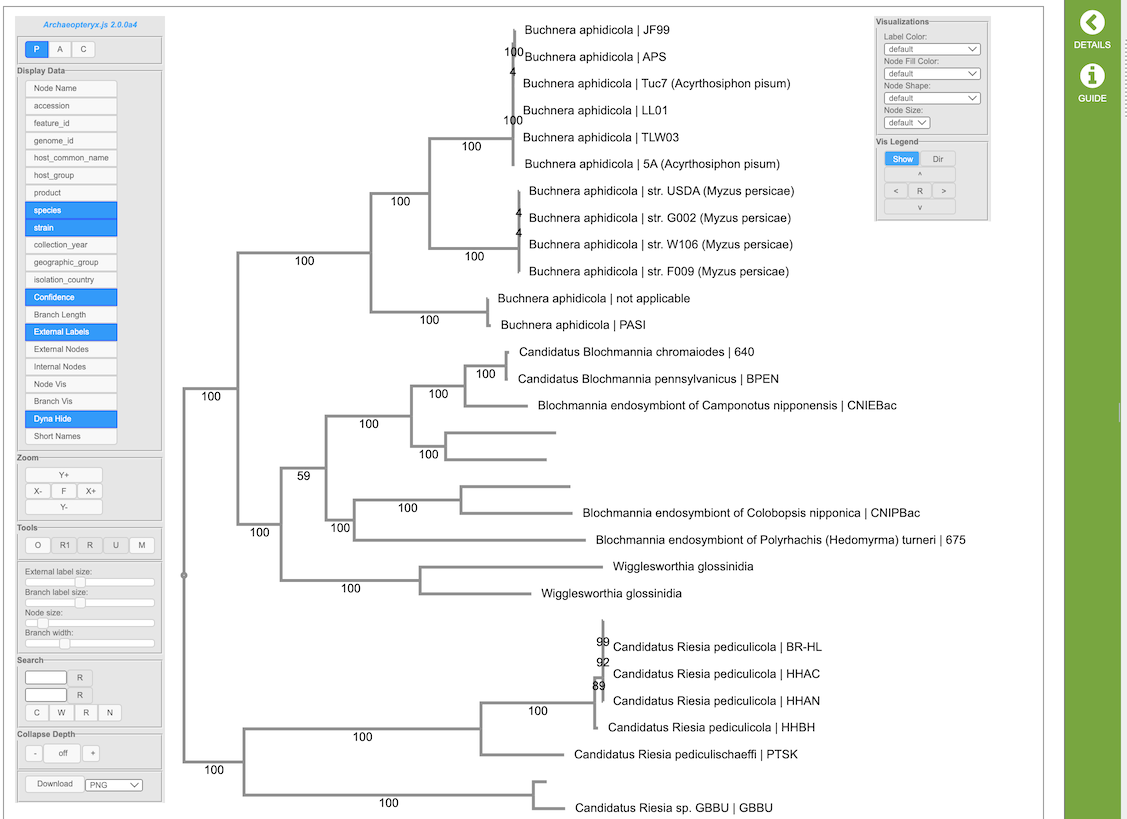 Archaeopteryx.js 2.0.0a4
P A C
Display Data
Node Name
accession
feature_id
genome_id
host_common_name
host_group
product
species
strain
collection_year
geographic_group
isolation_country
Confidence
Branch Length
External Labels
External Nodes
Internal Nodes
Node Vis
Branch Vis
Dyna Hide
Short Names
Zoom
Y+
X- F X+
Y-
Tools
O R1 R U M
External label size:
Branch label size:
Node size:
Branch width:
Search
R
R
C W R N
Collapse Depth
- off +
Download PNG
Buchnera aphidicola | JF99
100
Buchnera aphidicola | APS
4
Buchnera aphidicola | Tuc7 (Acyrthosiphon pisum)
Buchnera aphidicola | LL01
100
Buchnera aphidicola | TLW03
100
Buchnera aphidicola | 5A (Acyrthosiphon pisum)
Buchnera aphidicola | str. USDA (Myzus persicae)
100
4
Buchnera aphidicola | str. G002 (Myzus persicae)
4
Buchnera aphidicola | str. W106 (Myzus persicae)
100
100
Buchnera aphidicola | str. F009 (Myzus persicae)
Buchnera aphidicola | not applicable
100
Buchnera aphidicola | PASI
Candidatus Blochmannia chromaiodes | 640
100
Candidatus Blochmannia pennsylvanicus | BPEN
100
100
Blochmannia endosymbiont of Camponotus nipponensis | CNIEBac
100
100
59
100
Blochmannia endosymbiont of Colobopsis nipponica | CNIPBac
100
100
Blochmannia endosymbiont of Polyrhachis (Hedomyrma) turneri | 675
Wigglesworthia glossinidia
100
Wigglesworthia glossinidia
99
Candidatus Riesia pediculicola | BR-HL
92
Candidatus Riesia pediculicola | HHAC
89
Candidatus Riesia pediculicola | HHAN
100
Candidatus Riesia pediculicola | HHBH
100
Candidatus Riesia pediculischaeffi | PTSK
100
100
Candidatus Riesia sp. GBBU | GBBU
Visualizations
Label Color:
default
Node Fill Color:
default
Node Shape:
default
Node Size:
default
Vis Legend
Show Dir
^
< R >
v
DETAILS
GUIDE